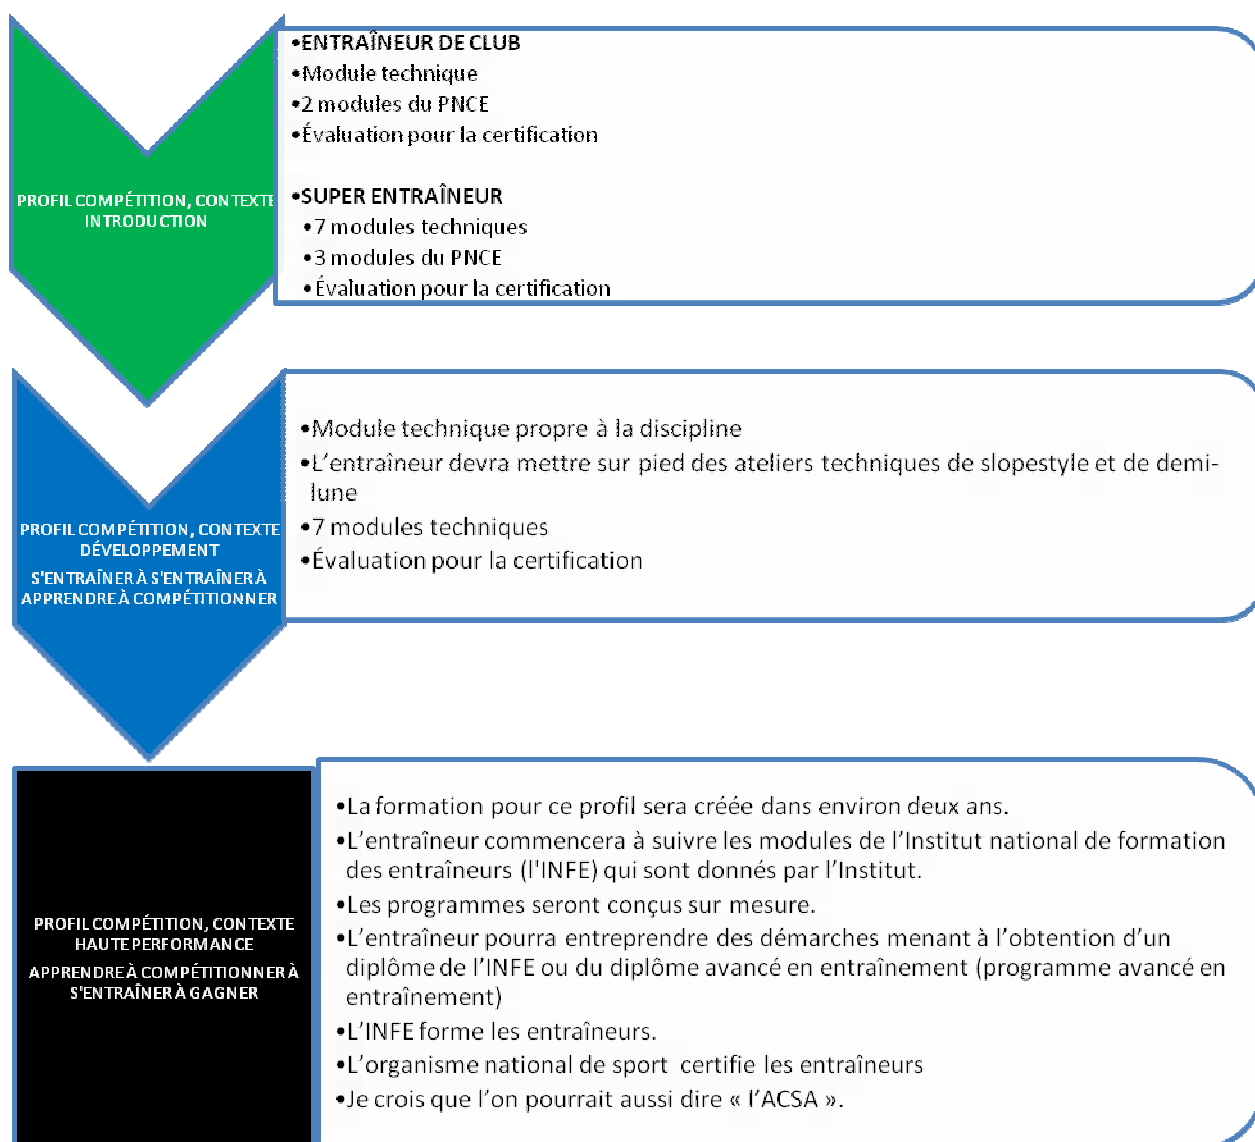 PROFIL COMPÉTITION, CONTEXTE
INTRODUCTION
•ENTRAÎNEUR DE CLUB
•Module technique
•2 modules du PNCE
•Évaluation pour la certification
•SUPER ENTRAÎNEUR
•7 modules techniques
•3 modules du PNCE
•Évaluation pour la certification
PROFIL COMPÉTITION, CONTEXTE
DÉVELOPPEMENT
S'ENTRAÎNER À S'ENTRAÎNER À
APPRENDRE À COMPÉTITIONNER
•Module technique propre à la discipline
•L'entraîneur devra mettre sur pied des ateliers techniques de slopestyle et de demi-
lune
•7 modules techniques
•Évaluation pour la certification
PROFIL COMPÉTITION, CONTEXTE
HAUTE PERFORMANCE
APPRENDRE À COMPÉTITIONNER À
S'ENTRAÎNER À GAGNER
•La formation pour ce profil sera créée dans environ deux ans.
•L'entraîneur commencera à suivre les modules de l'Institut national de formation
des entraîneurs (l'INFE) qui sont donnés par l'Institut.
•Les programmes seront conçus sur mesure.
•L'entraîneur pourra entreprendre des démarches menant à l'obtention d'un
diplôme de l'INFE ou du diplôme avancé en entraînement (programme avancé en
entraînement)
•L'INFE forme les entraîneurs.
•L'organisme national de sport certifie les entraîneurs
•Je crois que l'on pourrait aussi dire « l'ACSA ».